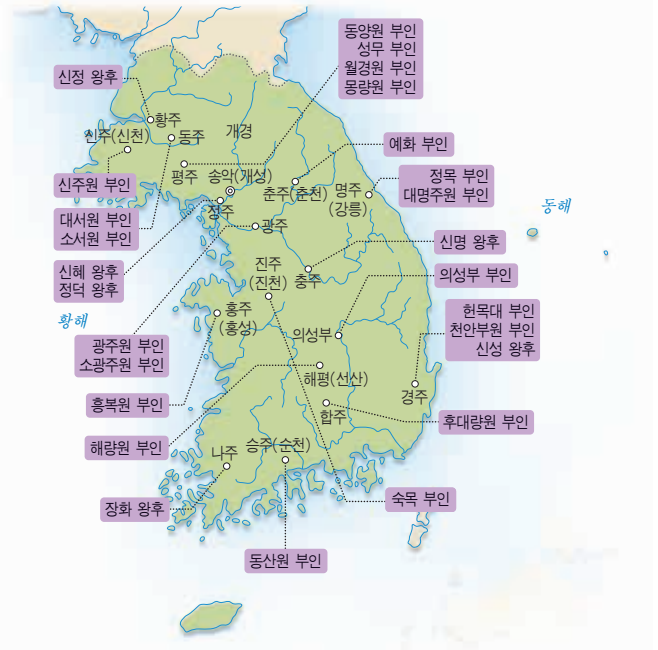 동양원 부인
성무 부인
월경원 부인
몽량원 부인
신정 왕후
황주
신주(신천)
동주
개경
예화 부인
평주
송악(개성)
신주원 부인
춘주(춘천)
명주
(강릉)
정목 부인
대명주원 부인
정주
대서원 부인
소서원 부인
광주
동해
신명 왕후
신혜 왕후
정덕 왕후
진주
(진천)
충주
의성부 부인
황해
홍주
(홍성)
의성부
헌목대 부인
천안부원 부인
신성 왕후
광주원 부인
소광주원 부인
해평(선산)
경주
흥복원 부인
합주
후대량원 부인
해량원 부인
나주
승주(순천)
장화 왕후
숙목 부인
동산원 부인